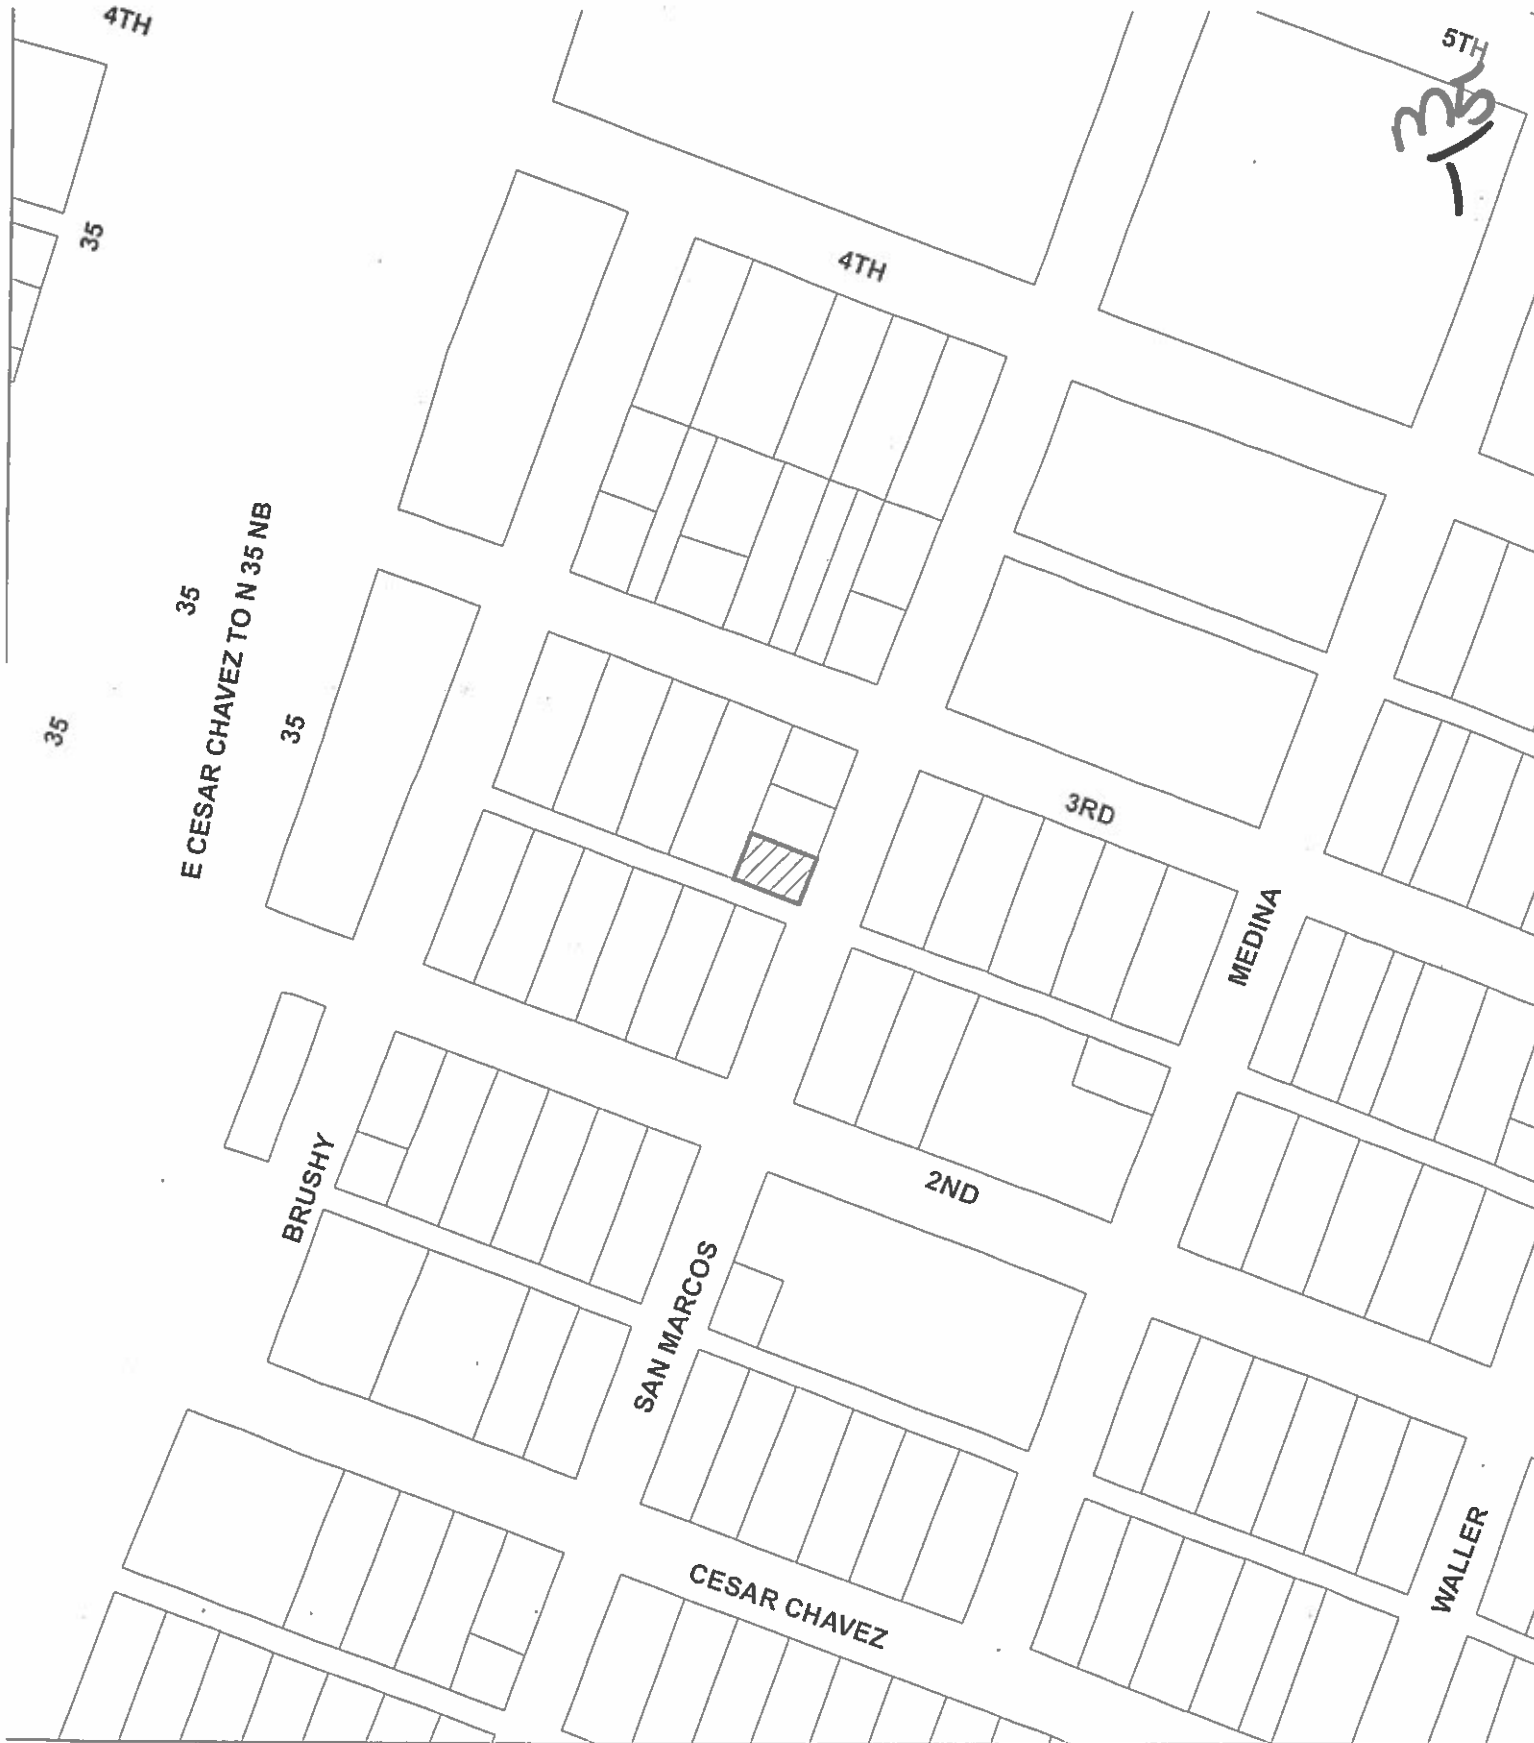 4TH
5TH
35
4TH
E CESAR CHAVEZ TO N 35 NB
35
35
35
3RD
MEDINA
2ND
BRUSHY
SAN MARCOS
CESAR CHAVEZ
WALLER